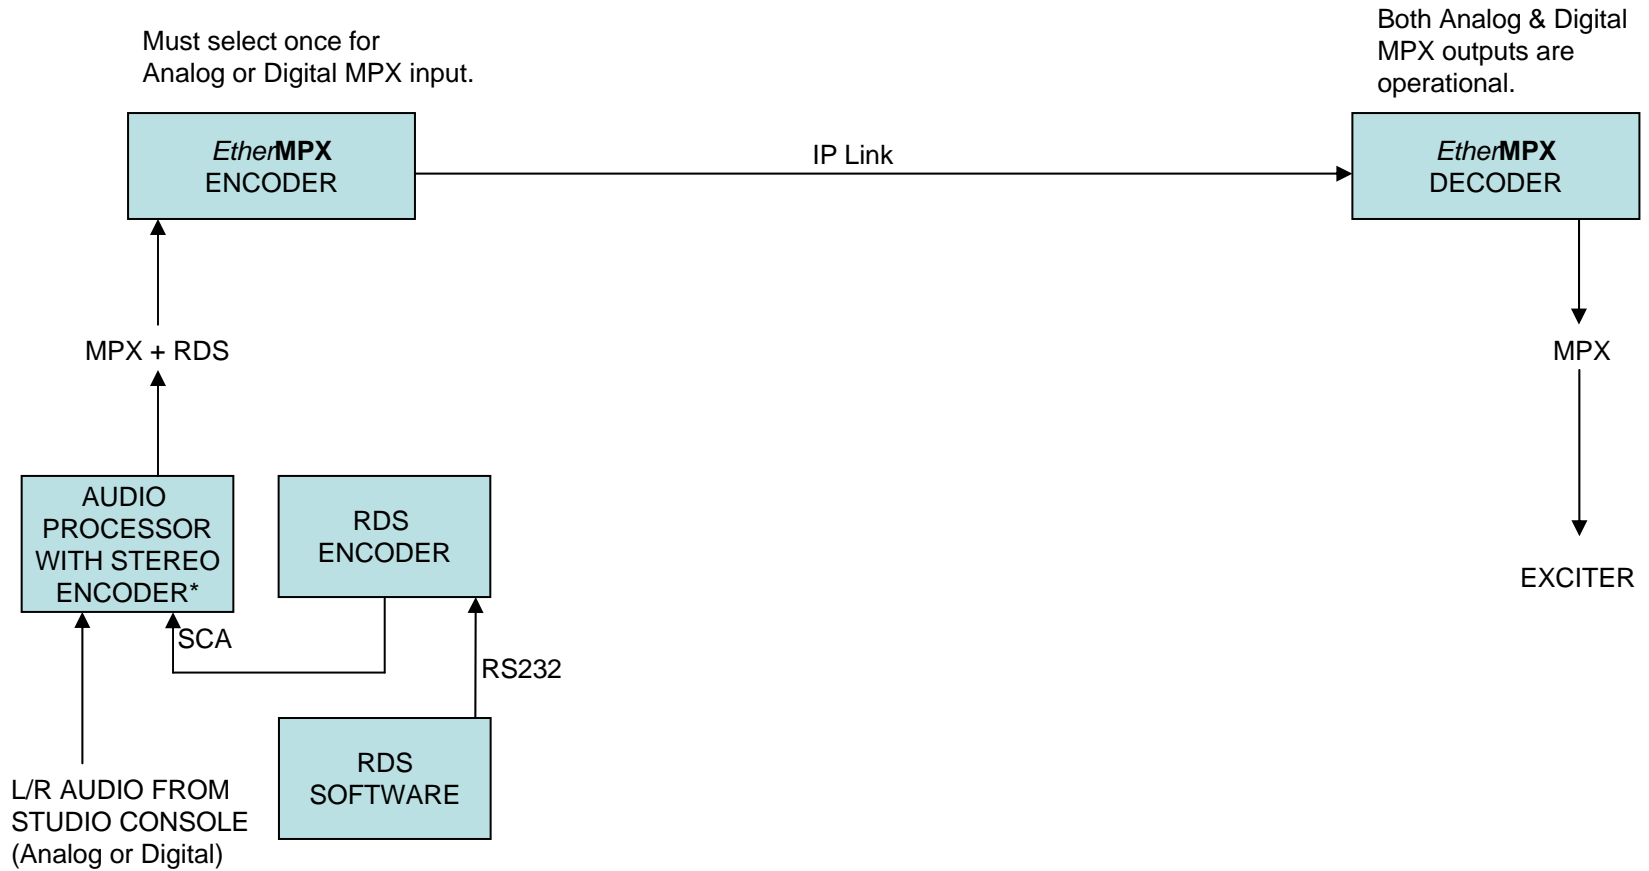 Must select once for
Analog or Digital MPX input.
Both Analog & Digital
MPX outputs are
operational.
EtherMPX
ENCODER
IP Link
EtherMPX
DECODER
MPX + RDS
MPX
AUDIO
PROCESSOR
WITH STEREO
ENCODER*
RDS
ENCODER
EXCITER
SCA
RS232
RDS
SOFTWARE
L/R AUDIO FROM
STUDIO CONSOLE
(Analog or Digital)